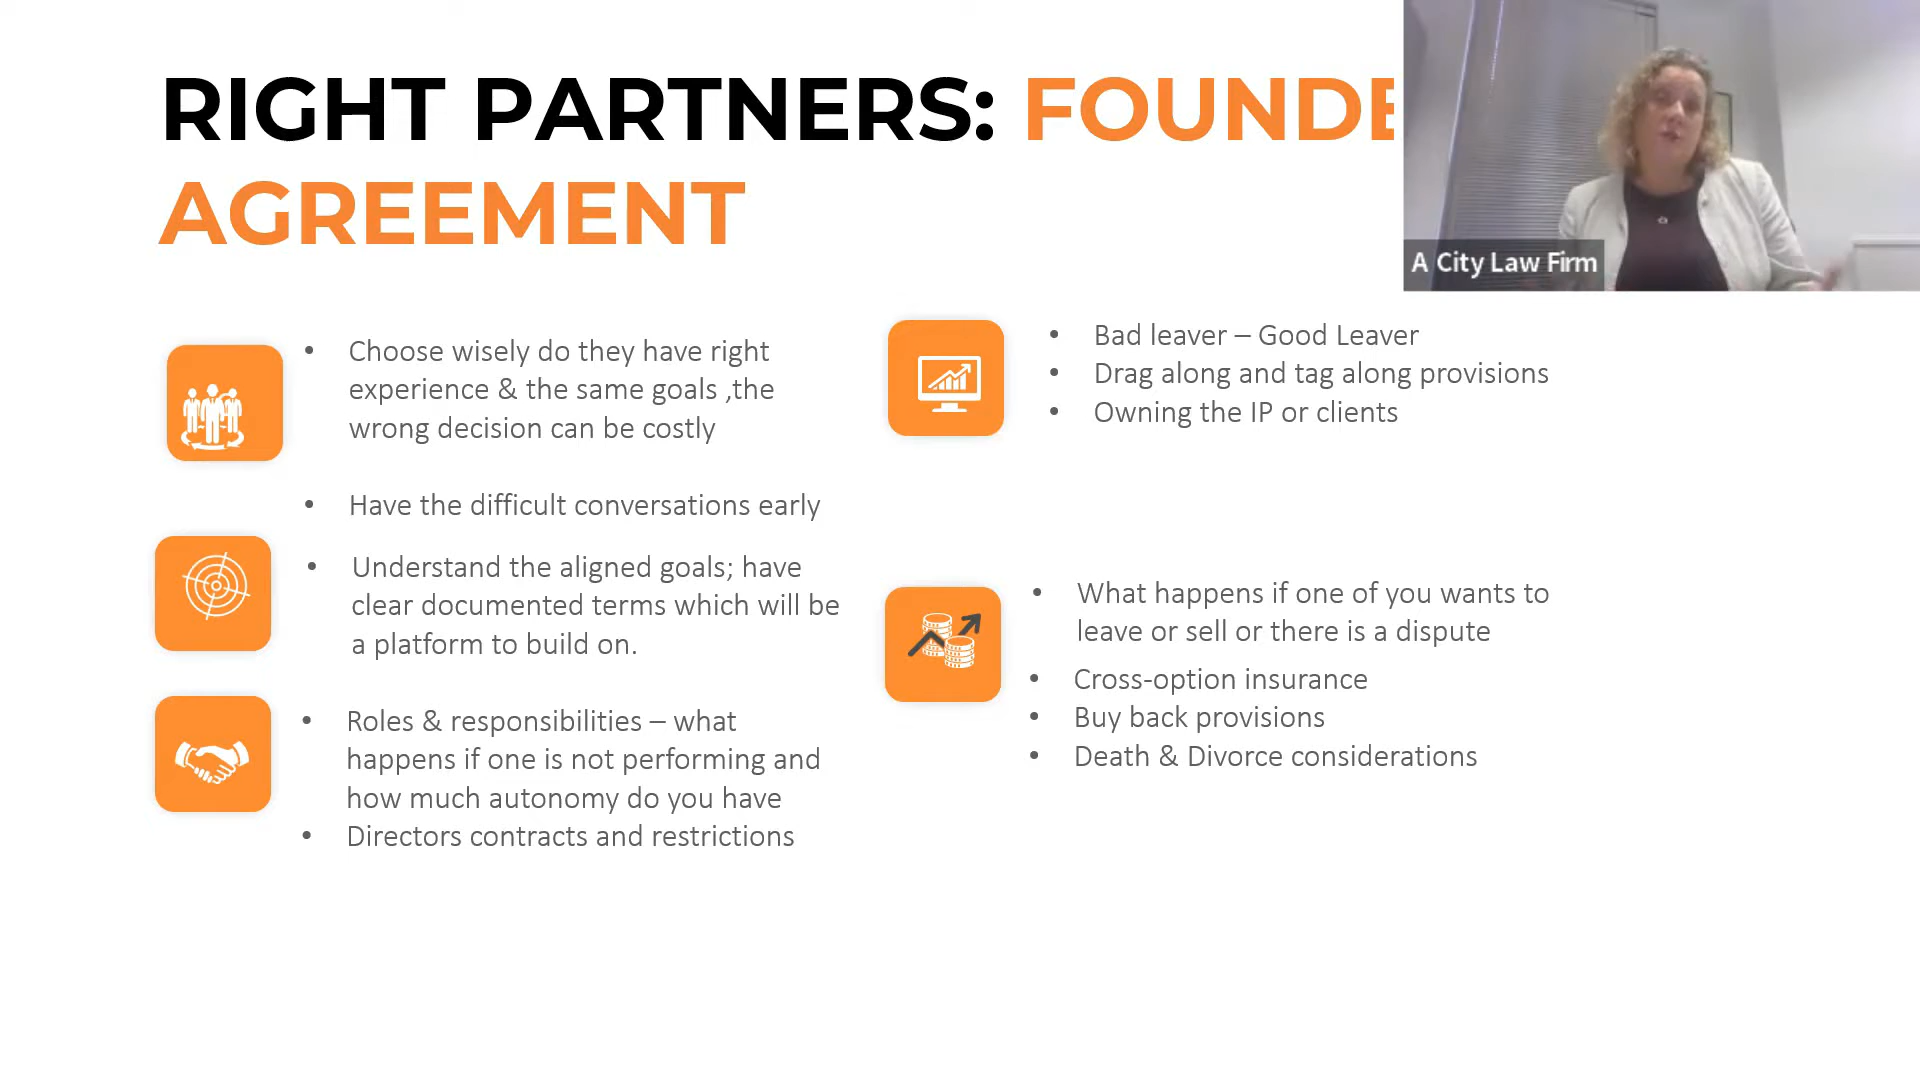 RIGHT PARTNERS: FOUNDE
AGREEMENT
A City Law Firm
• Choose wisely do they have right
experience & the same goals ,the
wrong decision can be costly
• Have the difficult conversations early
• Understand the aligned goals; have
clear documented terms which will be
a platform to build on.
• Roles & responsibilities – what
happens if one is not performing and
how much autonomy do you have
• Directors contracts and restrictions
• Bad leaver – Good Leaver
• Drag along and tag along provisions
• Owning the IP or clients
• What happens if one of you wants to
leave or sell or there is a dispute
• Cross-option insurance
• Buy back provisions
• Death & Divorce considerations